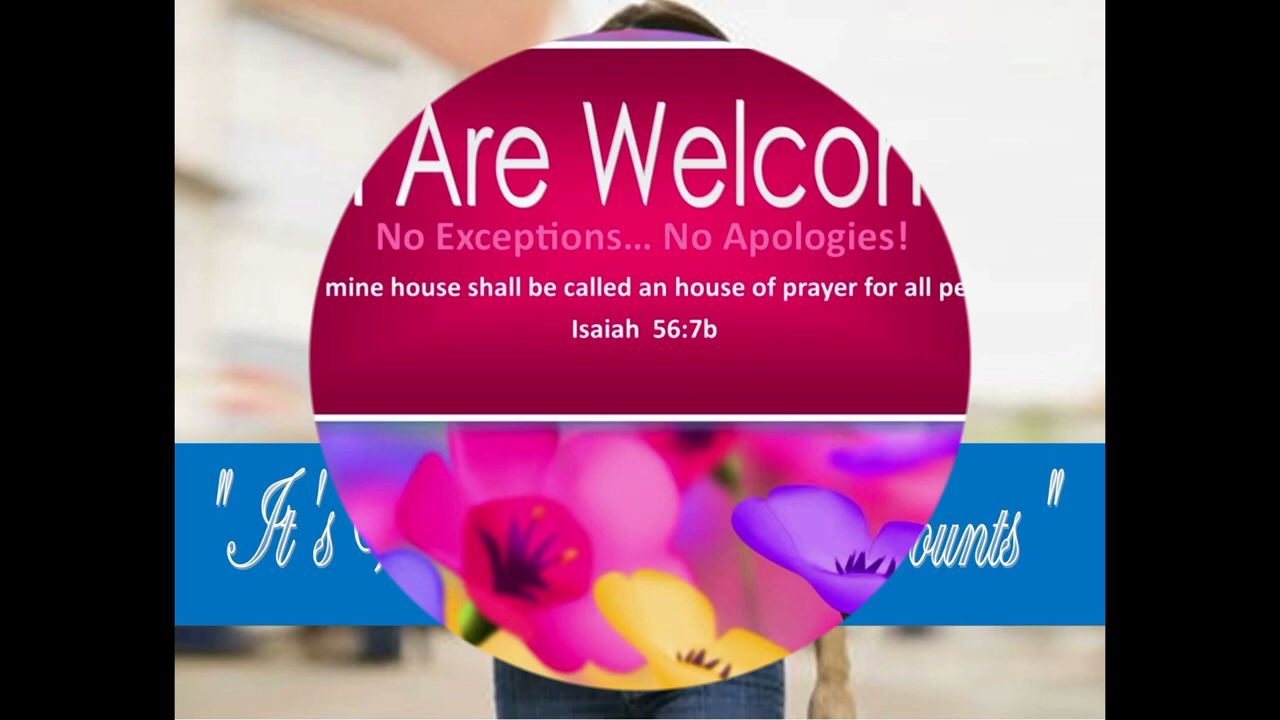 Are Welcom
No Exceptions... No Apologies!
mine house shall be called an house of prayer for all pe
Isaiah 56:7b
" It's ounts "